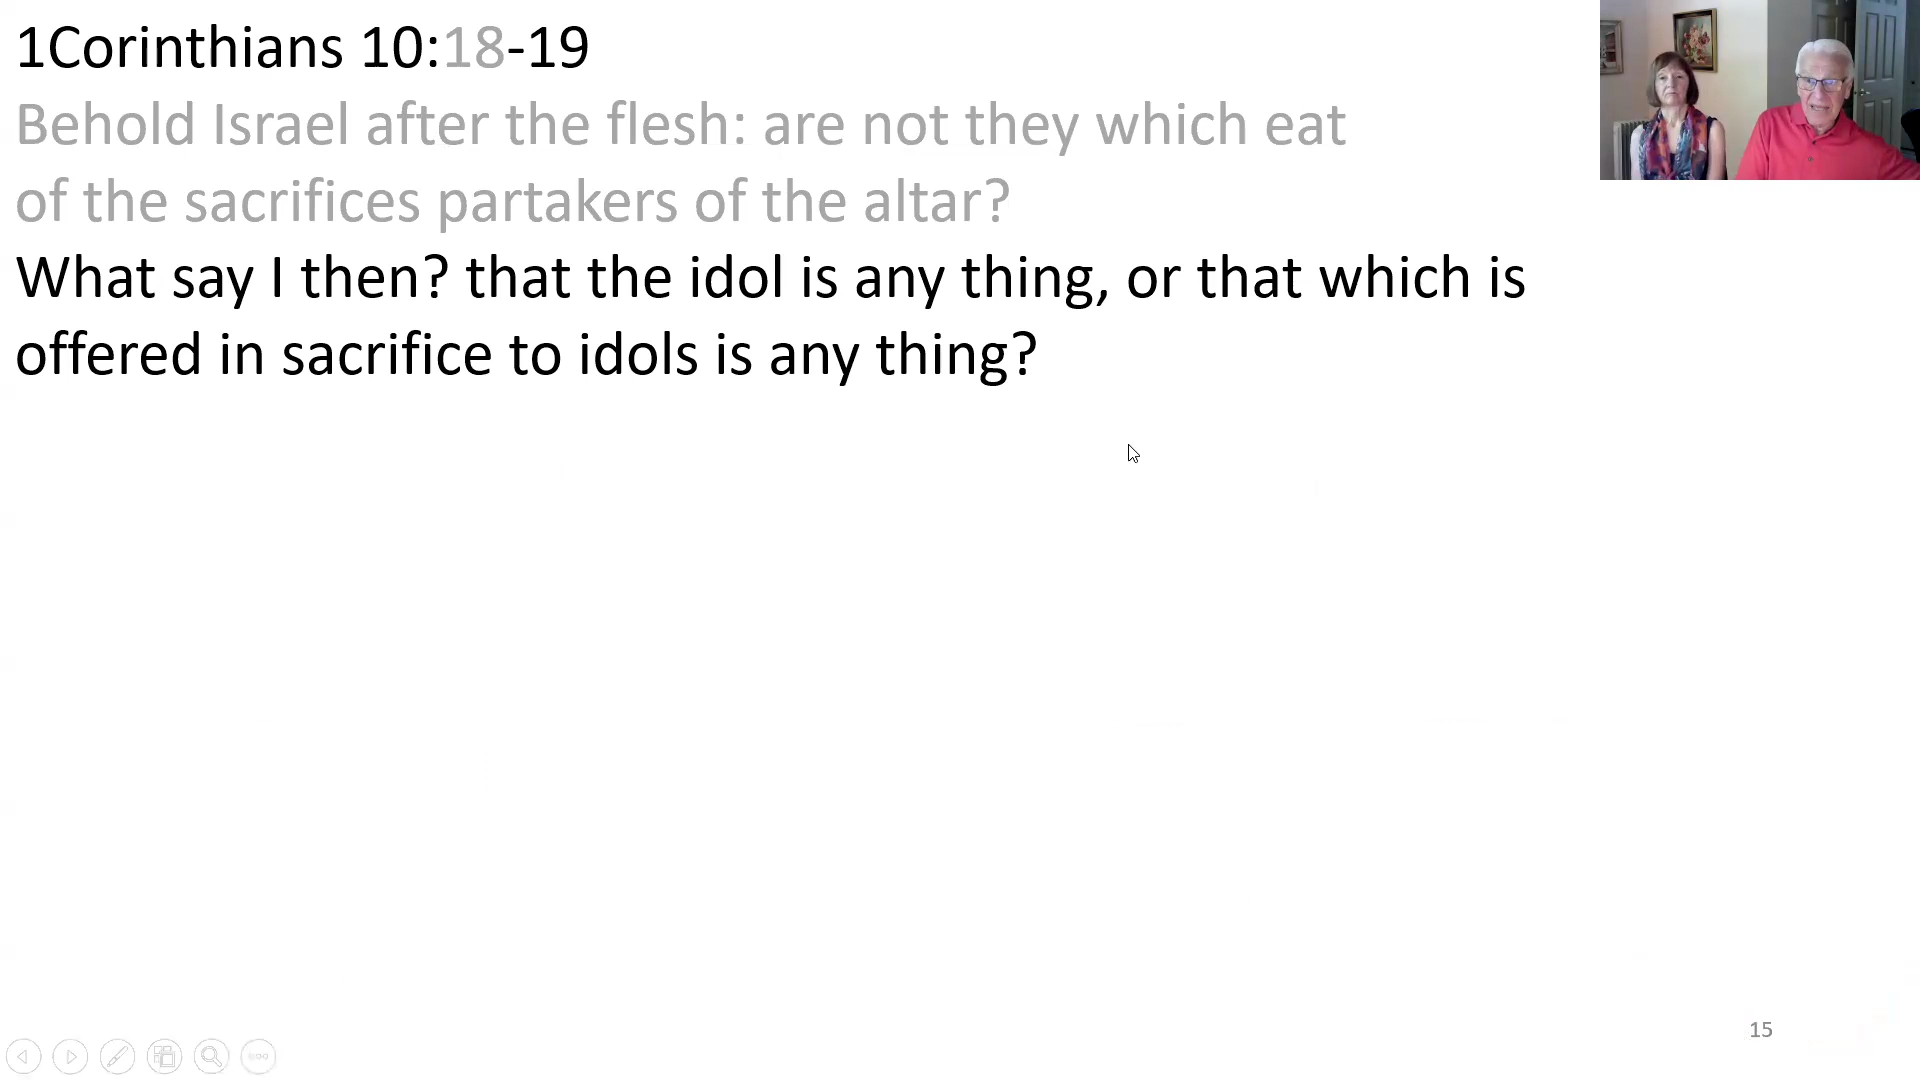 1Corinthians 10:18-19
Behold Israel after the flesh: are not they which eat
of the sacrifices partakers of the altar?
What say I then? that the idol is any thing, or that which is
offered in sacrifice to idols is any thing?
15